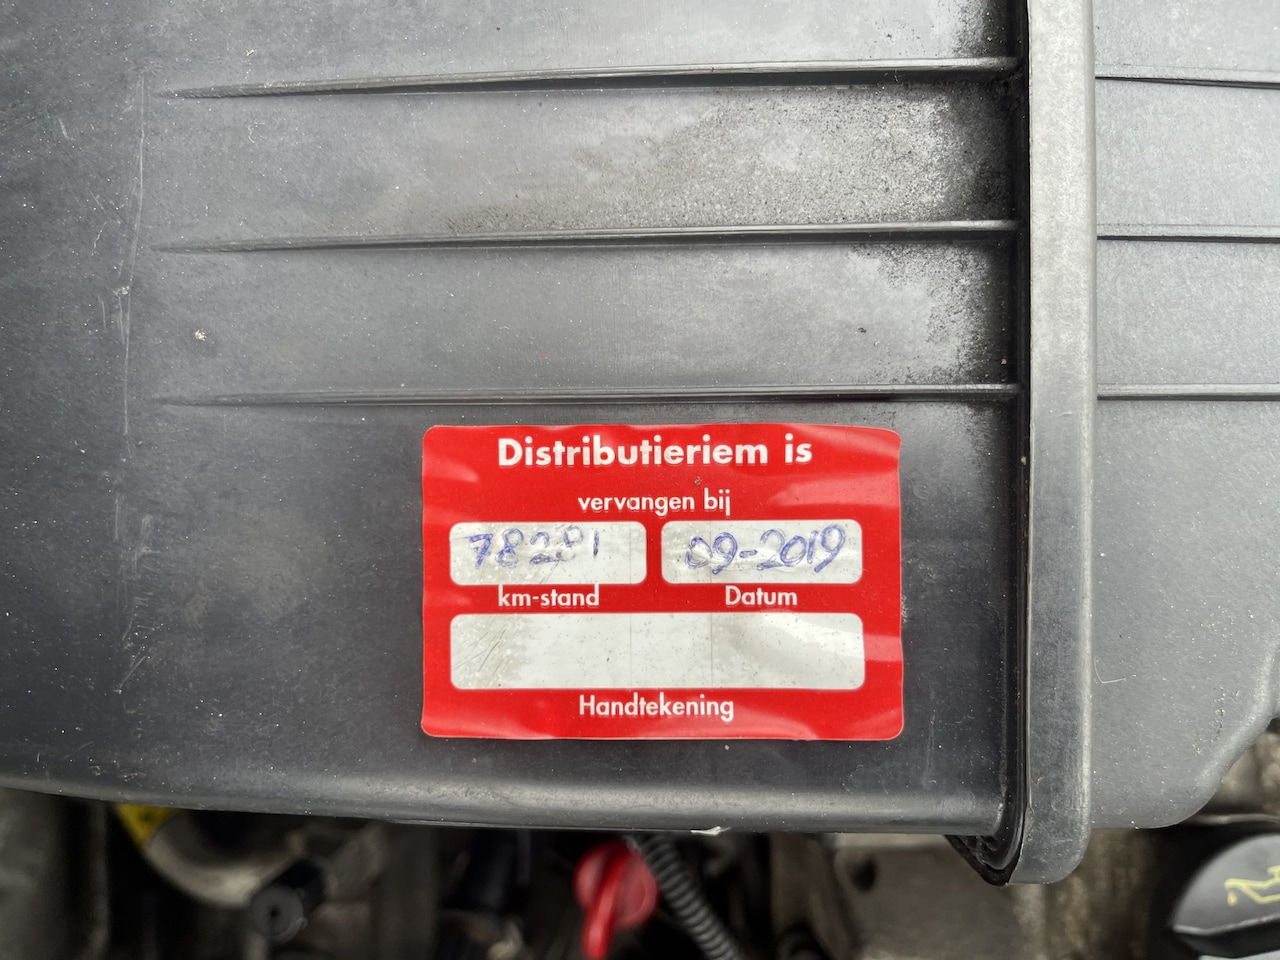 Distributieriem is
vervangen bij
78281 09-2019
km-stand Datum
Handtekening